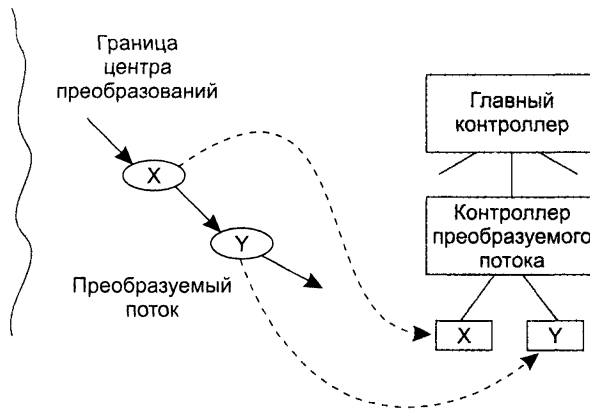 Граница
центра
преобразований
X
Y
Преобразуемый
поток
Главный
контроллер
Контроллер
преобразуемого
потока
X
Y